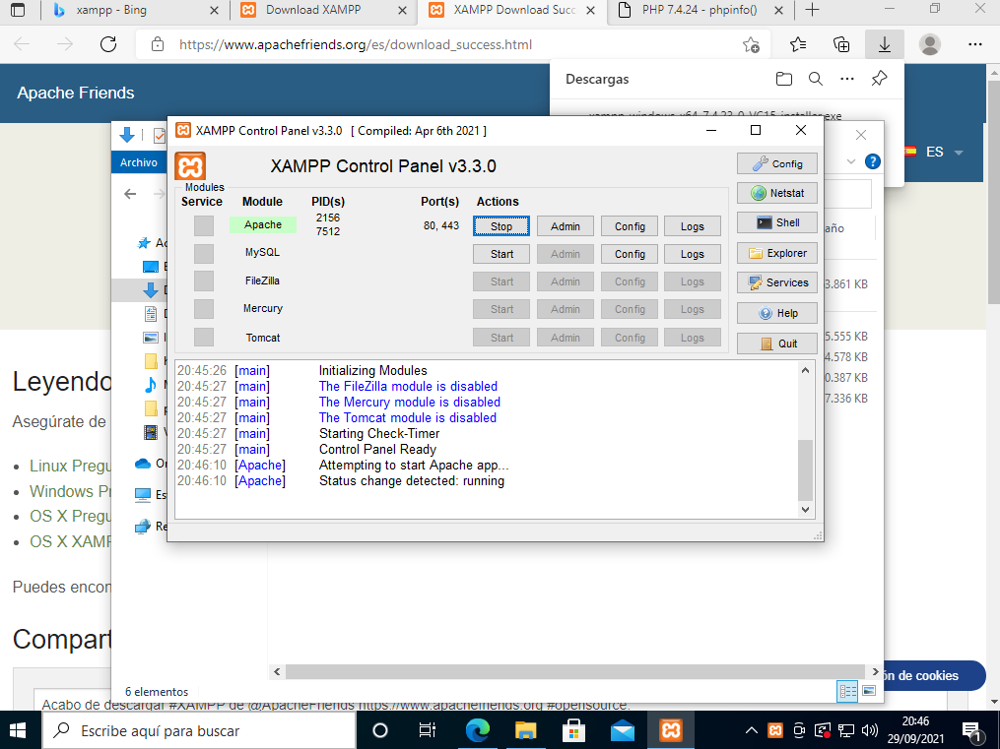 xampp - Bing
Download XAMPP
XAMPP Download Succ
PHP 7.4.24 - phpinfo()
https://www.apachefriends.org/es/download_success.html
Apache Friends
Descargas
xampp-windows-x64-7.4.23-0-VC15-installer.exe
ES
Archivo
XAMPP Control Panel v3.3.0 [ Compiled: Apr 6th 2021 ]
XAMPP Control Panel v3.3.0
Config
Modules
Service Module PID(s) Port(s) Actions
Netstat
Apache 2156 7512 80, 443 Stop Admin Config Logs
Shell
MySQL Start Admin Config Logs
Explorer
FileZilla Start Admin Config Logs
Services
Mercury Start Admin Config Logs
Help
Tomcat Start Admin Config Logs
Quit
año
3.861 KB
5.555 KB
4.578 KB
0.387 KB
7.336 KB
20:45:26 [main] Initializing Modules
20:45:27 [main] The FileZilla module is disabled
20:45:27 [main] The Mercury module is disabled
20:45:27 [main] The Tomcat module is disabled
20:45:27 [main] Starting Check-Timer
20:45:27 [main] Control Panel Ready
20:46:10 [Apache] Attempting to start Apache app...
20:46:10 [Apache] Status change detected: running
Leyendo
Asegúrate de
Linux Pregu
Windows Pr
OS X Pregu
OS X XAMP
Puedes encon
Compart
6 elementos
ón de cookies
Acabo de descargar #XAMPP de @ApacheFriends https://www.apachefriends.org #opensource.
Escribe aquí para buscar
20:46
29/09/2021
1